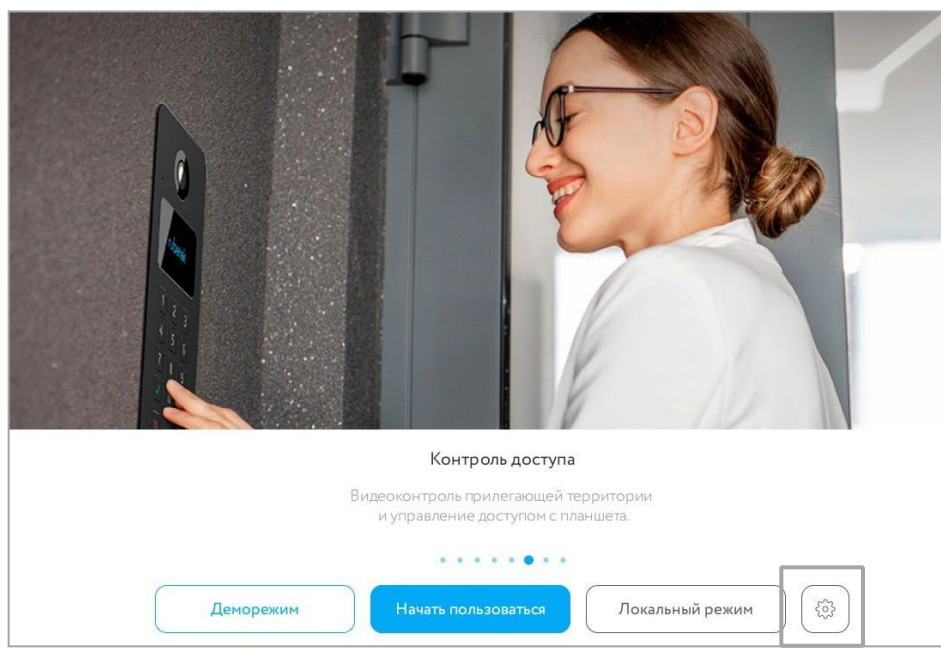 Контроль доступа
Видеоконтроль прилегающей территории
и управление доступом с планшета.
Деморежим
Начать пользоваться
Локальный режим